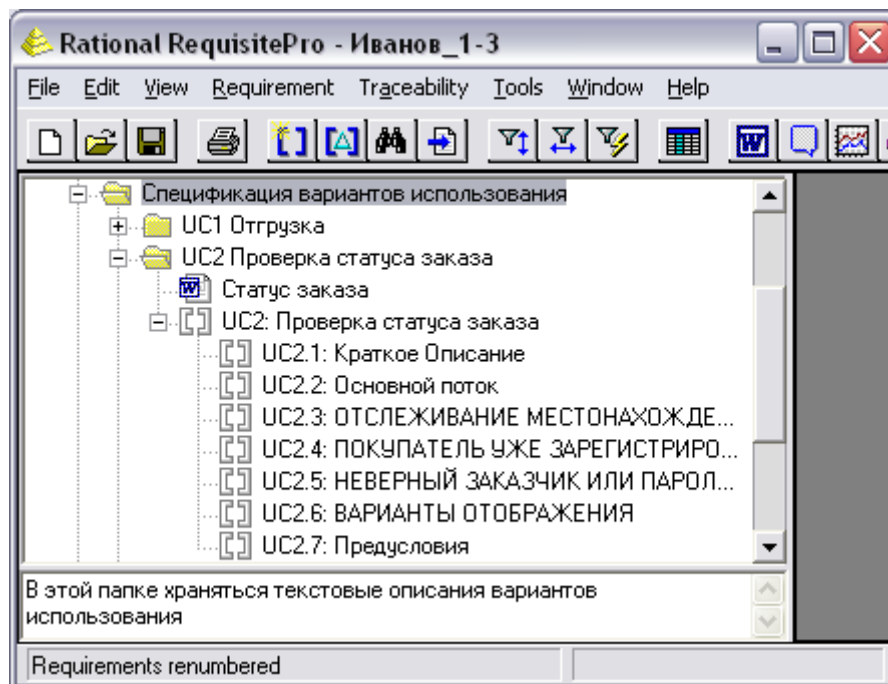 Rational RequisitePro - Иванов_1-3
File Edit View Requirement Traceability Tools Window Help
Спецификация вариантов использования
UC1 Отгрузка
UC2 Проверка статуса заказа
Статус заказа
UC2: Проверка статуса заказа
UC2.1: Краткое Описание
UC2.2: Основной поток
UC2.3: ОТСЛЕЖИВАНИЕ МЕСТОНАХОЖДЕ...
UC2.4: ПОКУПАТЕЛЬ УЖЕ ЗАРЕГИСТРИРО...
UC2.5: НЕВЕРНЫЙ ЗАКАЗЧИК ИЛИ ПАРОЛ...
UC2.6: ВАРИАНТЫ ОТОБРАЖЕНИЯ
UC2.7: Предусловия
В этой папке храняться текстовые описания вариантов
использования
Requirements renumbered